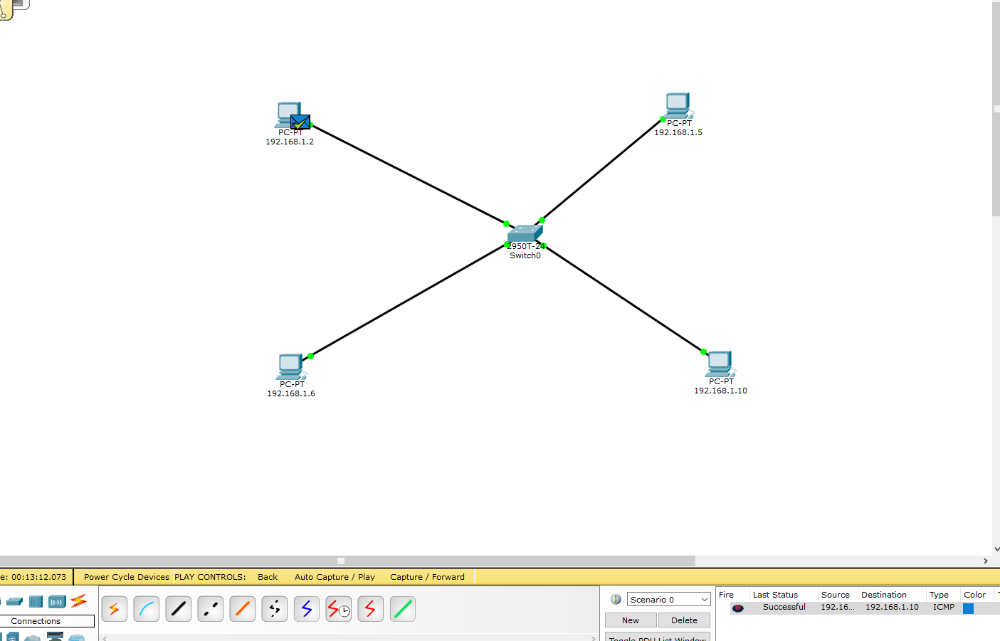 PC-PT
192.168.1.2
PC-PT
192.168.1.5
2950T-24
Switch0
PC-PT
192.168.1.6
PC-PT
192.168.1.10
e: 00:13:12.073 Power Cycle Devices PLAY CONTROLS: Back Auto Capture / Play Capture / Forward
Connections
Scenario 0
New Delete
Toggle PDU List Window
Fire Last Status Source Destination Type Color
Successful 192.16... 192.168.1.10 ICMP